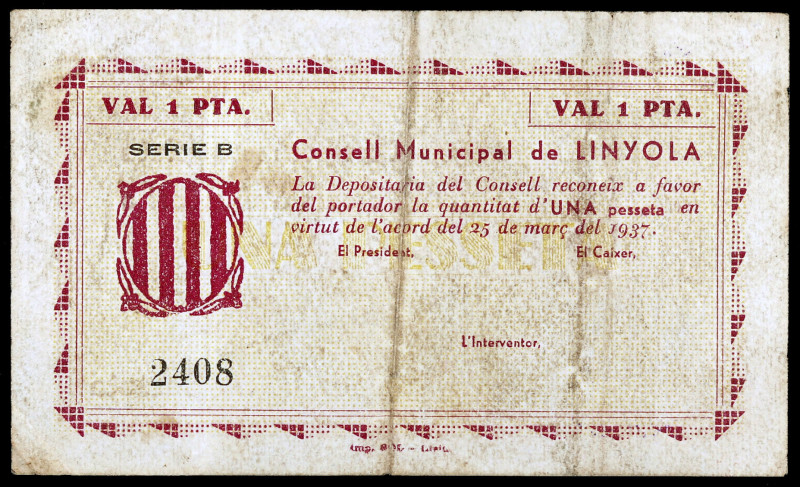 VAL 1 PTA. VAL 1 PTA.
SERIE B
Consell Municipal de LINYOLA
La Depositaria del Consell reconeix a favor
del portador la quantitat d'UNA pesseta en
virtut de l'acord del 25 de març del 1937.
UNA PESSETA
El President, El Caixer,
L'Interventor,
2408
Imp.